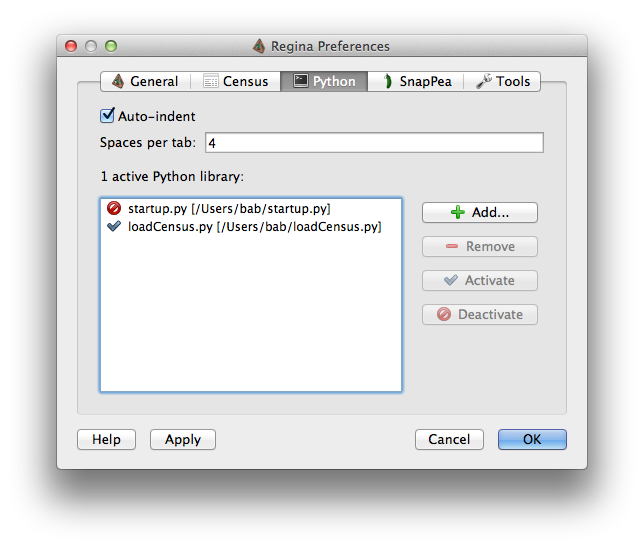 Regina Preferences
General Census Python SnapPea Tools
Auto-indent
Spaces per tab: 4
1 active Python library:
startup.py [/Users/bab/startup.py]
loadCensus.py [/Users/bab/loadCensus.py]
Add...
Remove
Activate
Deactivate
Help Apply Cancel OK